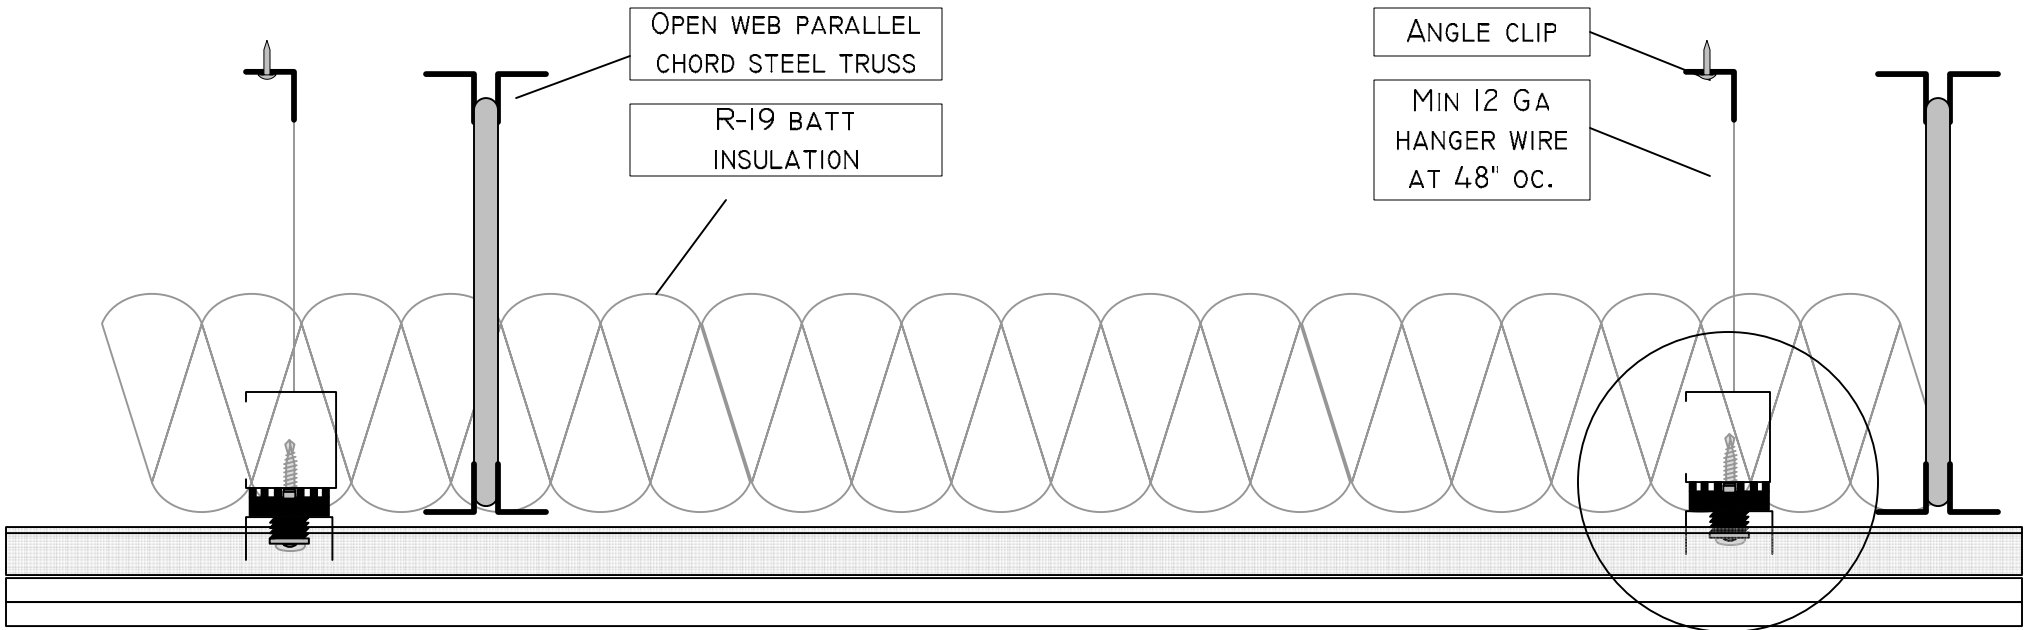 OPEN WEB PARALLEL
CHORD STEEL TRUSS
R-19 BATT
INSULATION
ANGLE CLIP
MIN 12 GA
HANGER WIRE
AT 48" OC.